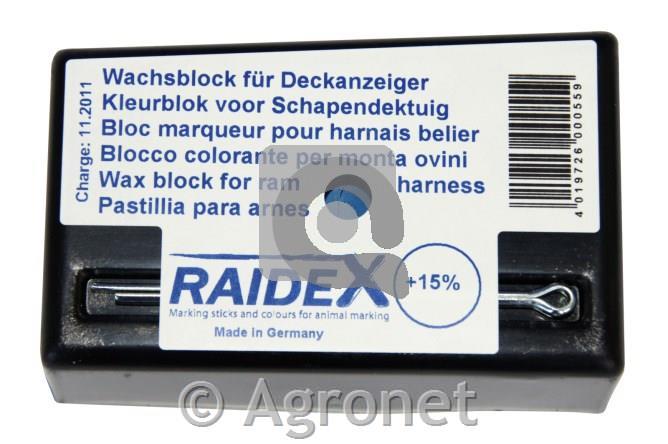 Charge: 11.2011
Wachsblock für Deckanzeiger
Kleurblok voor Schapendektuig
Bloc marqueur pour harnais belier
Blocco colorante per monta ovini
Wax block for ram harness
Pastillia para arnes
4 019726 000559
RAIDEX
+15%
Marking sticks and colours for animal marking
Made in Germany
© Agronet